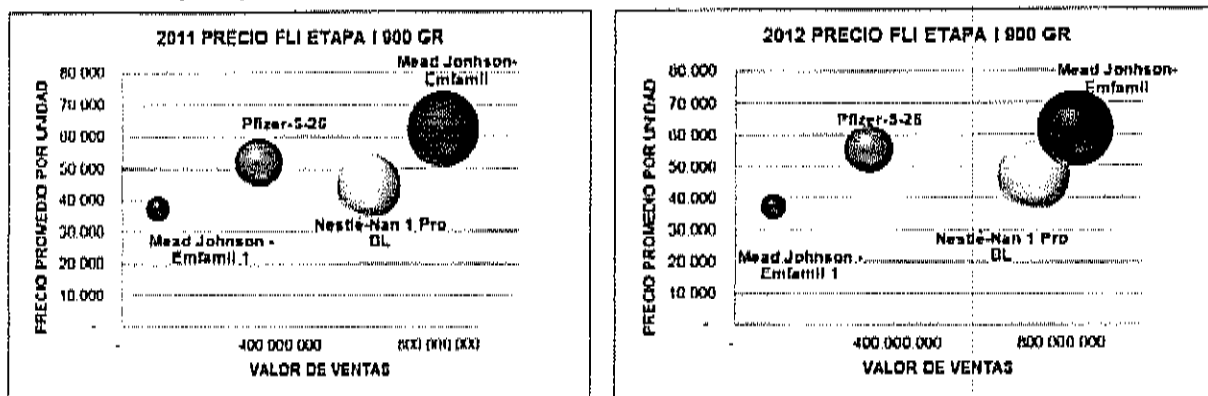 2011 PRECIO FLI ETAPA I 900 GR
Mead Jonhson-
Emfamil
80 000
70 000
60 000
50 000
40 000
30 000
20 000
10.000
-
PRECIO PROMEDIO POR UNIDAD
Pfizer-S-26
Nestlé-Nan 1 Pro
BL
Mead Johnson -
Emfamil 1
-
400 000 000
800 000 000
VALOR DE VENTAS
2012 PRECIO FLI ETAPA I 900 GR
Mead Jonhson-
Emfamil
80.000
70 000
60 000
50 000
40 000
30 000
20 000
10 000
-
PRECIO PROMEDIO POR UNIDAD
Pfizer-S-26
Nestlé-Nan 1 Pro
BL
Mead Johnson -
Emfamil 1
-
400.000.000
800 000.000
VALOR DE VENTAS